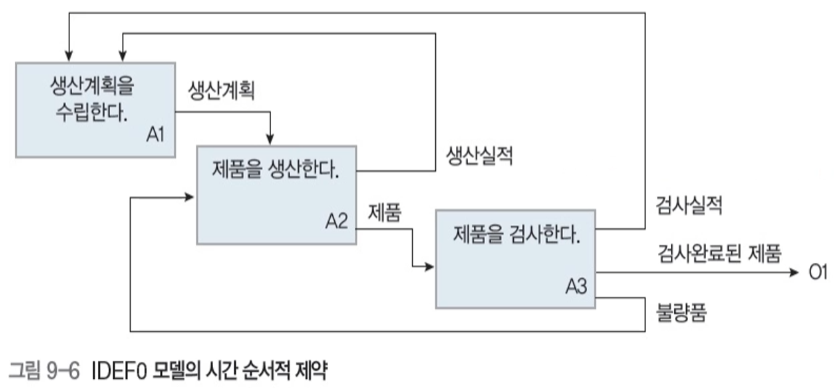 생산계획을
수립한다.
A1
생산계획
제품을 생산한다.
A2
생산실적
제품
제품을 검사한다.
A3
검사실적
검사완료된 제품
O1
불량품
그림 9-6 IDEF0 모델의 시간 순서적 제약